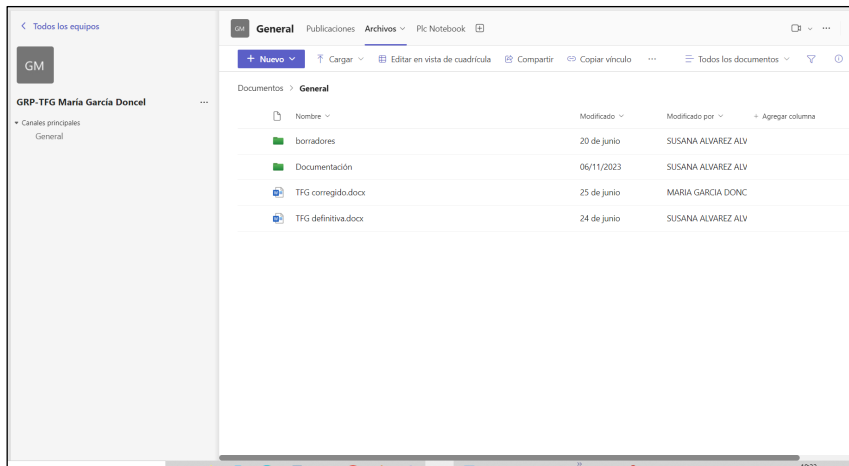 Todos los equipos
GM
GRP-TFG María García Doncel
...
Canales principales
General
GM General Publicaciones Archivos Plc Notebook
...
+ Nuevo Cargar Editar en vista de cuadrícula Compartir Copiar vínculo ... Todos los documentos
Documentos > General
Nombre Modificado Modificado por + Agregar columna
borradores 20 de junio SUSANA ALVAREZ ALV
Documentación 06/11/2023 SUSANA ALVAREZ ALV
TFG corregido.docx 25 de junio MARIA GARCIA DONC
TFG definitiva.docx 24 de junio SUSANA ALVAREZ ALV